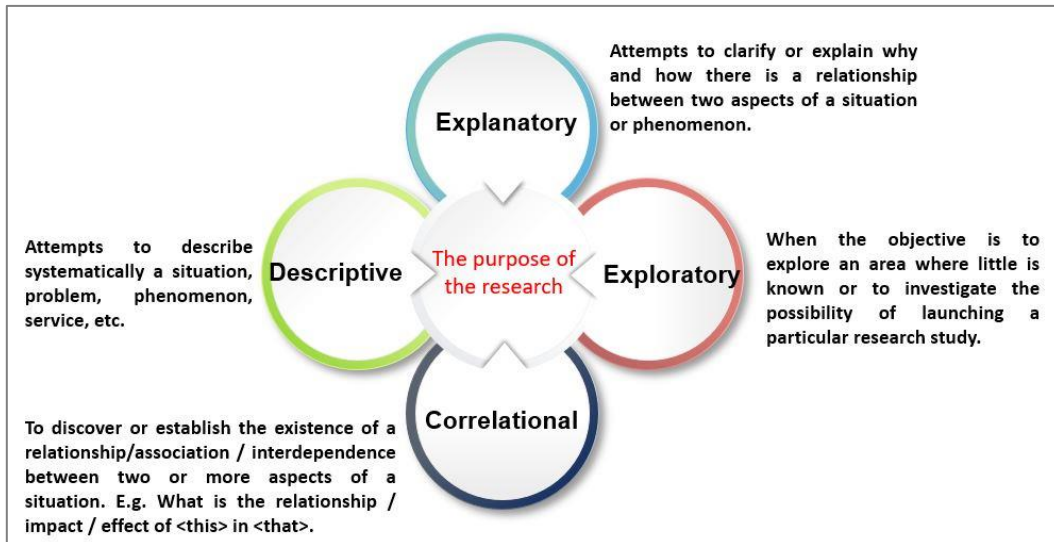 Explanatory
Attempts to clarify or explain why
and how there is a relationship
between two aspects of a situation
or phenomenon.
Attempts to describe
systematically a situation,
problem, phenomenon,
service, etc.
Descriptive
The purpose of
the research
Exploratory
When the objective is to
explore an area where little is
known or to investigate the
possibility of launching a
particular research study.
Correlational
To discover or establish the existence of a
relationship/association / interdependence
between two or more aspects of a
situation. E.g. What is the relationship /
impact / effect of <this> in <that>.